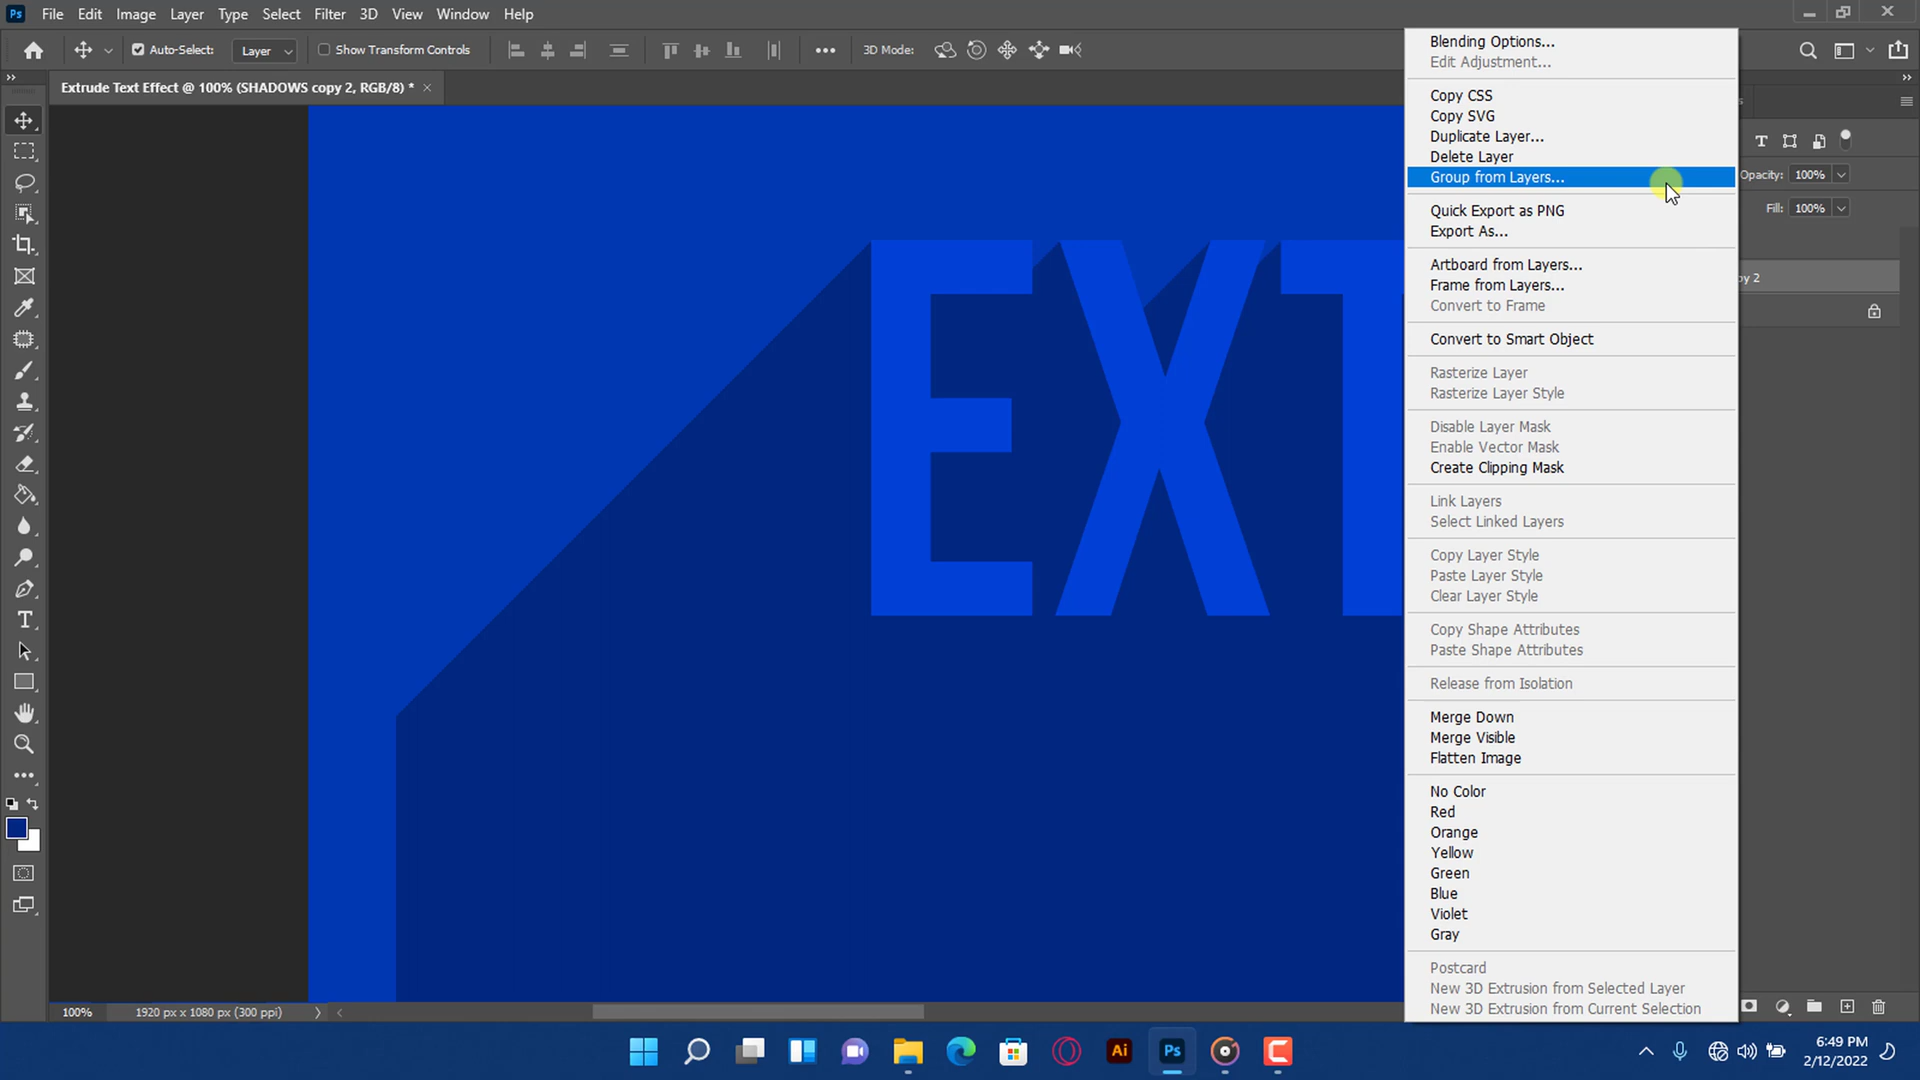 Ps File Edit Image Layer Type Select Filter 3D View Window Help
Auto-Select: Layer Show Transform Controls 3D Mode:
Extrude Text Effect @ 100% (SHADOWS copy 2, RGB/8) *
Blending Options...
Edit Adjustment...
Copy CSS
Copy SVG
Duplicate Layer...
Delete Layer
Group from Layers...
Quick Export as PNG
Export As...
Artboard from Layers...
Frame from Layers...
Convert to Frame
Convert to Smart Object
Rasterize Layer
Rasterize Layer Style
Disable Layer Mask
Enable Vector Mask
Create Clipping Mask
Link Layers
Select Linked Layers
Copy Layer Style
Paste Layer Style
Clear Layer Style
Copy Shape Attributes
Paste Shape Attributes
Release from Isolation
Merge Down
Merge Visible
Flatten Image
No Color
Red
Orange
Yellow
Green
Blue
Violet
Gray
Postcard
New 3D Extrusion from Selected Layer
New 3D Extrusion from Current Selection
Opacity: 100%
Fill: 100%
py 2
EXT
100% 1920 px x 1080 px (300 ppi)
Ai Ps
6:49 PM
2/12/2022